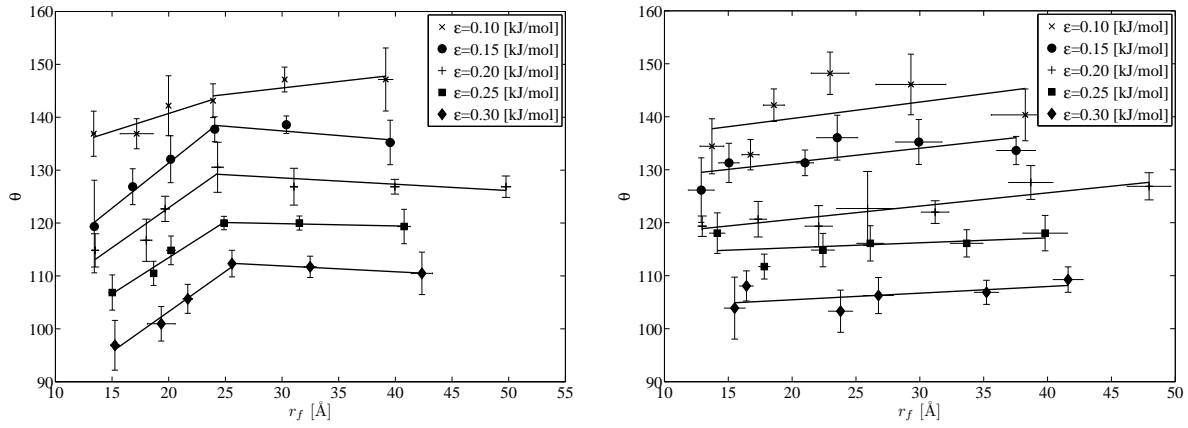 160
150
140
130
120
110
100
90
θ
10 15 20 25 30 35 40 45 50 55
r_f [Å]
ε=0.10 [kJ/mol]
ε=0.15 [kJ/mol]
ε=0.20 [kJ/mol]
ε=0.25 [kJ/mol]
ε=0.30 [kJ/mol]
160
150
140
130
120
110
100
90
θ
10 15 20 25 30 35 40 45 50
r_f [Å]
ε=0.10 [kJ/mol]
ε=0.15 [kJ/mol]
ε=0.20 [kJ/mol]
ε=0.25 [kJ/mol]
ε=0.30 [kJ/mol]